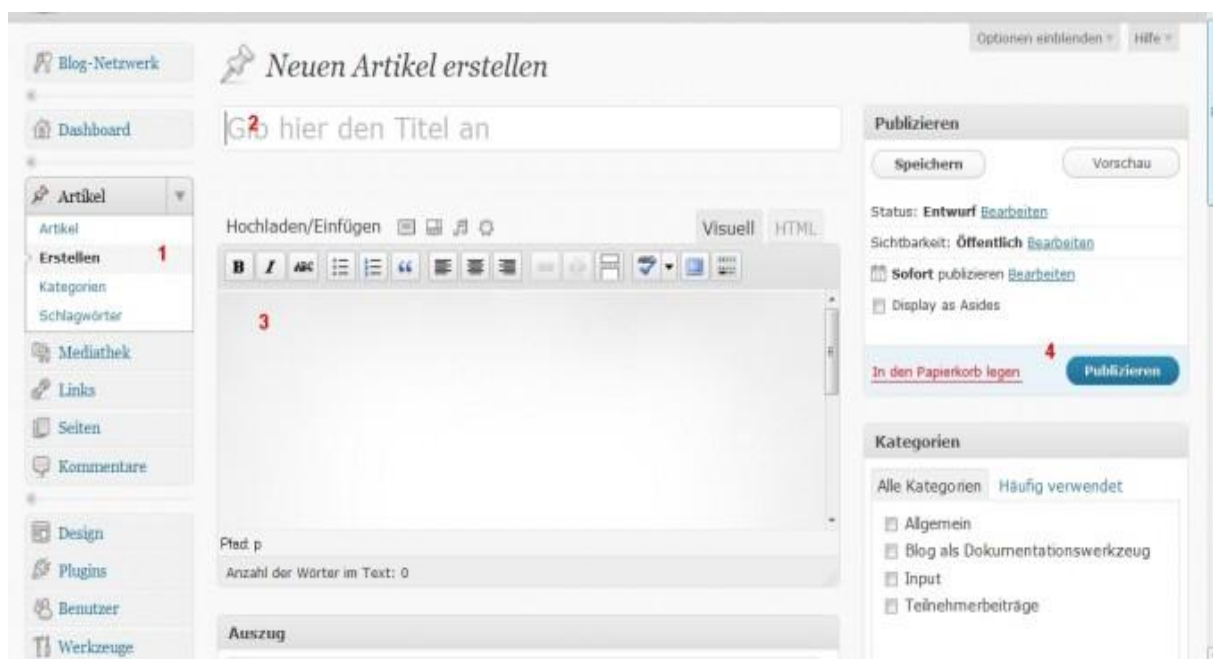 Optionen einblenden
Hilfe
Blog-Netzwerk
Dashboard
Artikel
Artikel
Erstellen 1
Kategorien
Schlagwörter
Mediathek
Links
Seiten
Kommentare
Design
Plugins
Benutzer
Werkzeuge
Neuen Artikel erstellen
Gib hier den Titel an
2
Hochladen/Einfügen
Visuell HTML
B I ABC
3
Pfad: p
Anzahl der Wörter im Text: 0
Auszug
Publizieren
Speichern Vorschau
Status: Entwurf Bearbeiten
Sichtbarkeit: Öffentlich Bearbeiten
Sofort publizieren Bearbeiten
Display as Asides
4
In den Papierkorb legen Publizieren
Kategorien
Alle Kategorien Häufig verwendet
Allgemein
Blog als Dokumentationswerkzeug
Input
Teilnehmerbeiträge